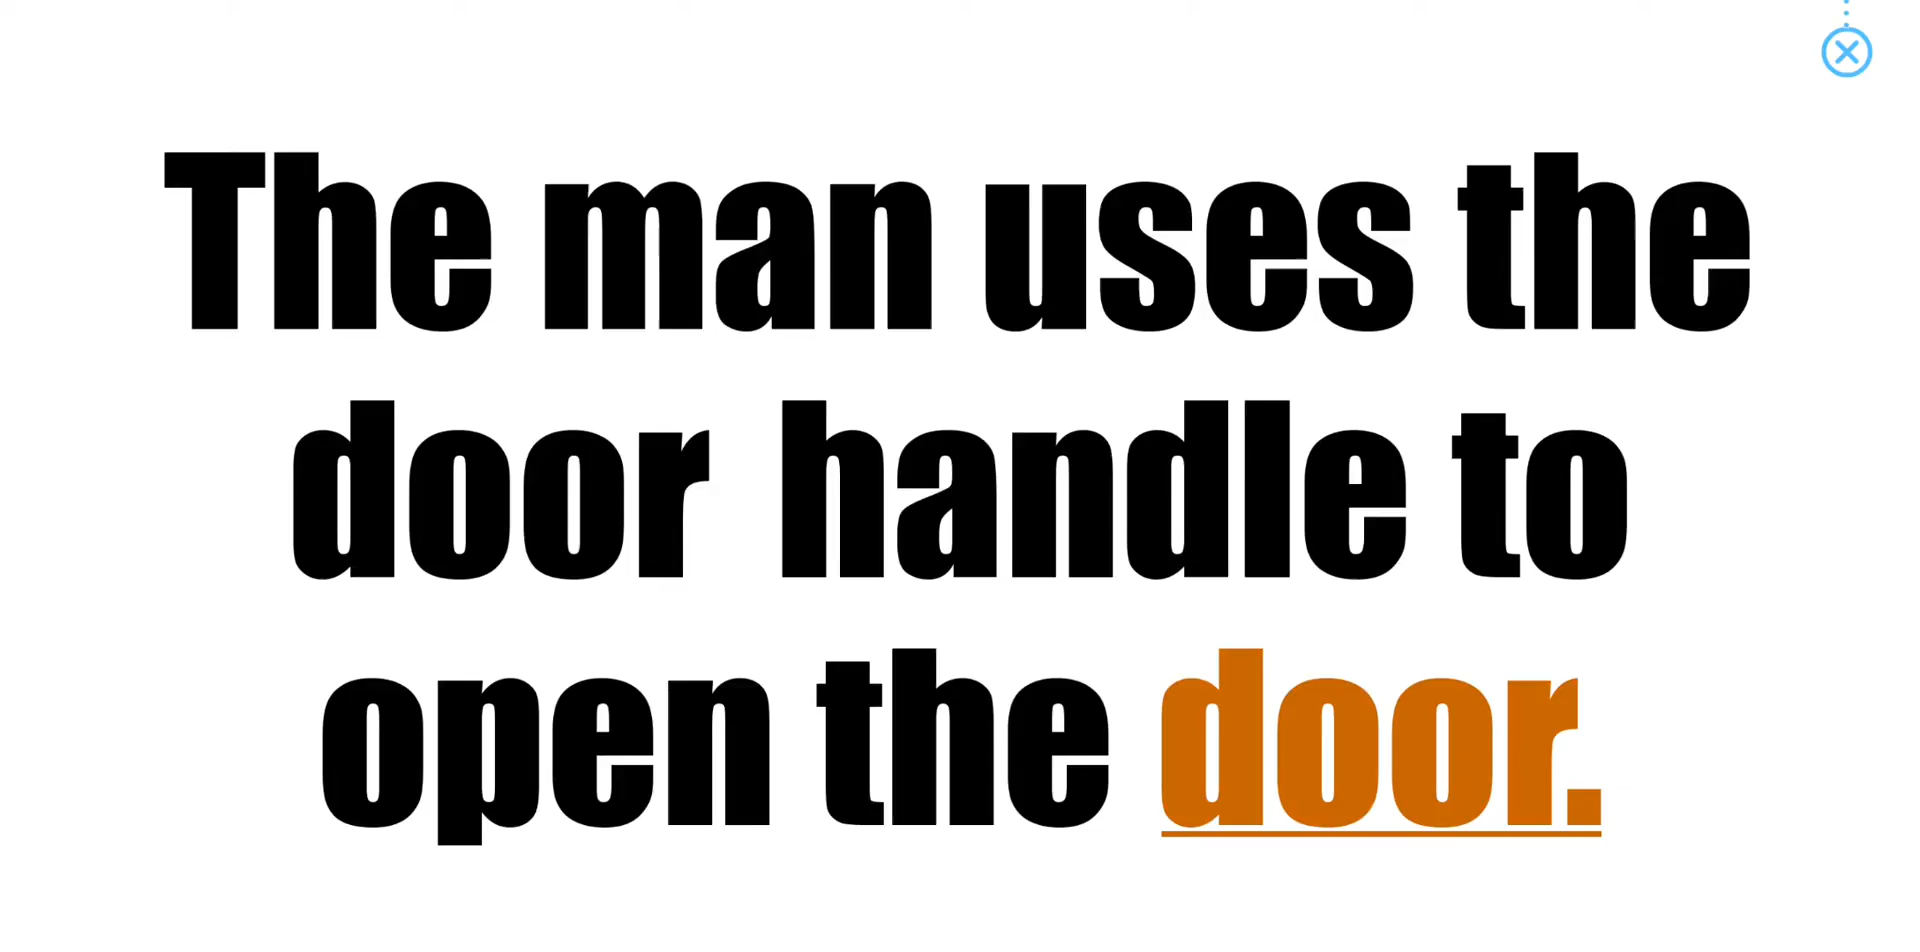 The man uses the
door handle to
open the door.